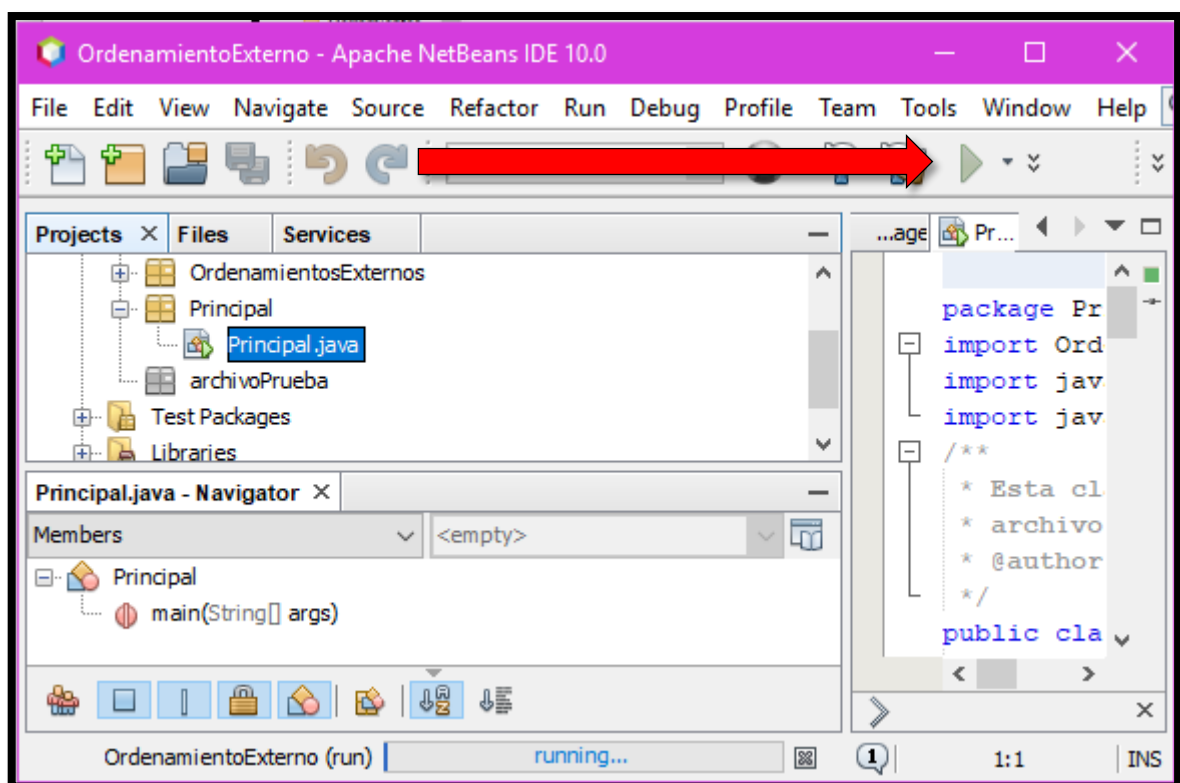 OrdenamientoExterno - Apache NetBeans IDE 10.0
File Edit View Navigate Source Refactor Run Debug Profile Team Tools Window Help
Projects Files Services
...age Pr...
OrdenamientosExternos
Principal
Principal.java
archivoPrueba
Test Packages
Libraries
package Pr
import Ord
import jav
import jav
/**
* Esta cl
* archivo
* @author
*/
public cla
Principal.java - Navigator
Members <empty>
Principal
main(String[] args)
OrdenamientoExterno (run) running... 1 1:1 INS